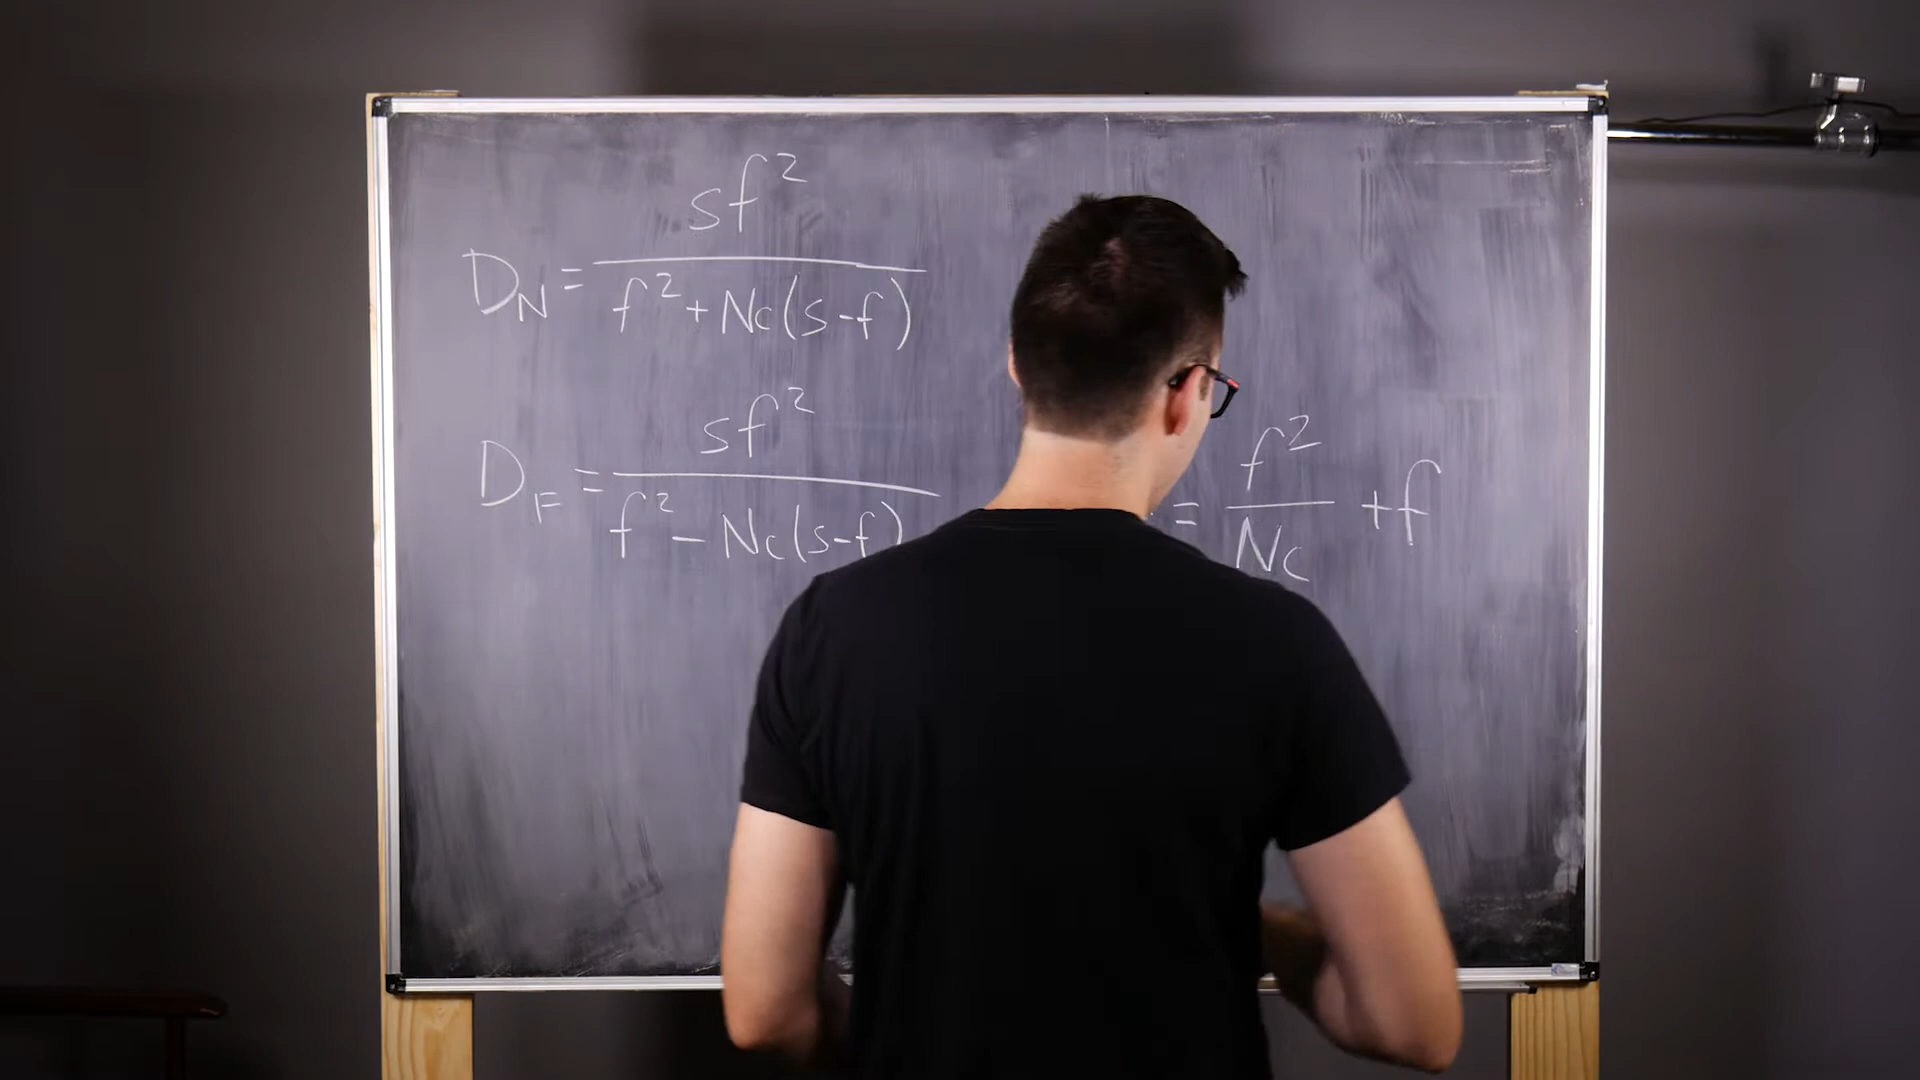 D_N = sf² / (f² + Nc(s-f))
D_F = sf² / (f² - Nc(s-f))
= f² / Nc + f